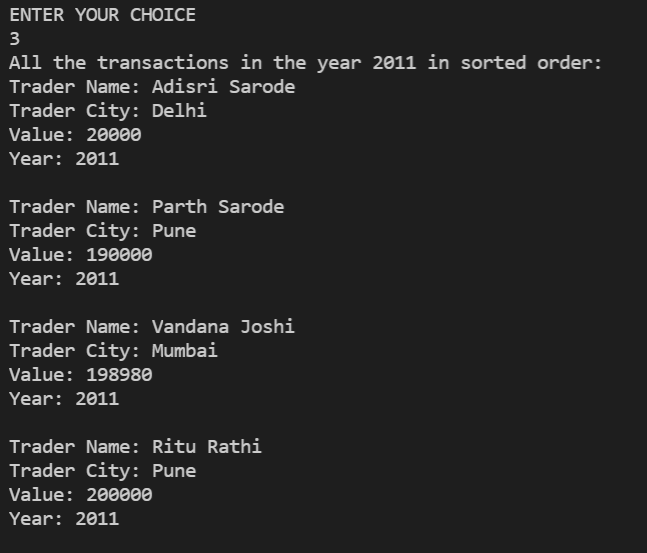 ENTER YOUR CHOICE
3
All the transactions in the year 2011 in sorted order:
Trader Name: Adisri Sarode
Trader City: Delhi
Value: 20000
Year: 2011
Trader Name: Parth Sarode
Trader City: Pune
Value: 190000
Year: 2011
Trader Name: Vandana Joshi
Trader City: Mumbai
Value: 198980
Year: 2011
Trader Name: Ritu Rathi
Trader City: Pune
Value: 200000
Year: 2011